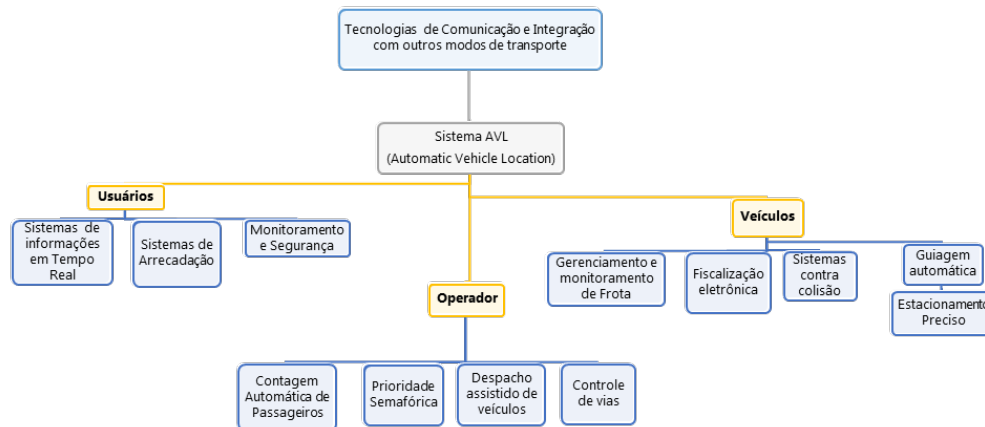 Tecnologias de Comunicação e Integração
com outros modos de transporte
Sistema AVL
(Automatic Vehicle Location)
Usuários
Sistemas de
informações
em Tempo
Real
Sistemas de
Arrecadação
Monitoramento
e Segurança
Operador
Contagem
Automática de
Passageiros
Prioridade
Semafórica
Despacho
assistido de
veículos
Controle
de vias
Veículos
Gerenciamento e
monitoramento
de Frota
Fiscalização
eletrônica
Sistemas
contra
colisão
Guiagem
automática
Estacionamento
Preciso